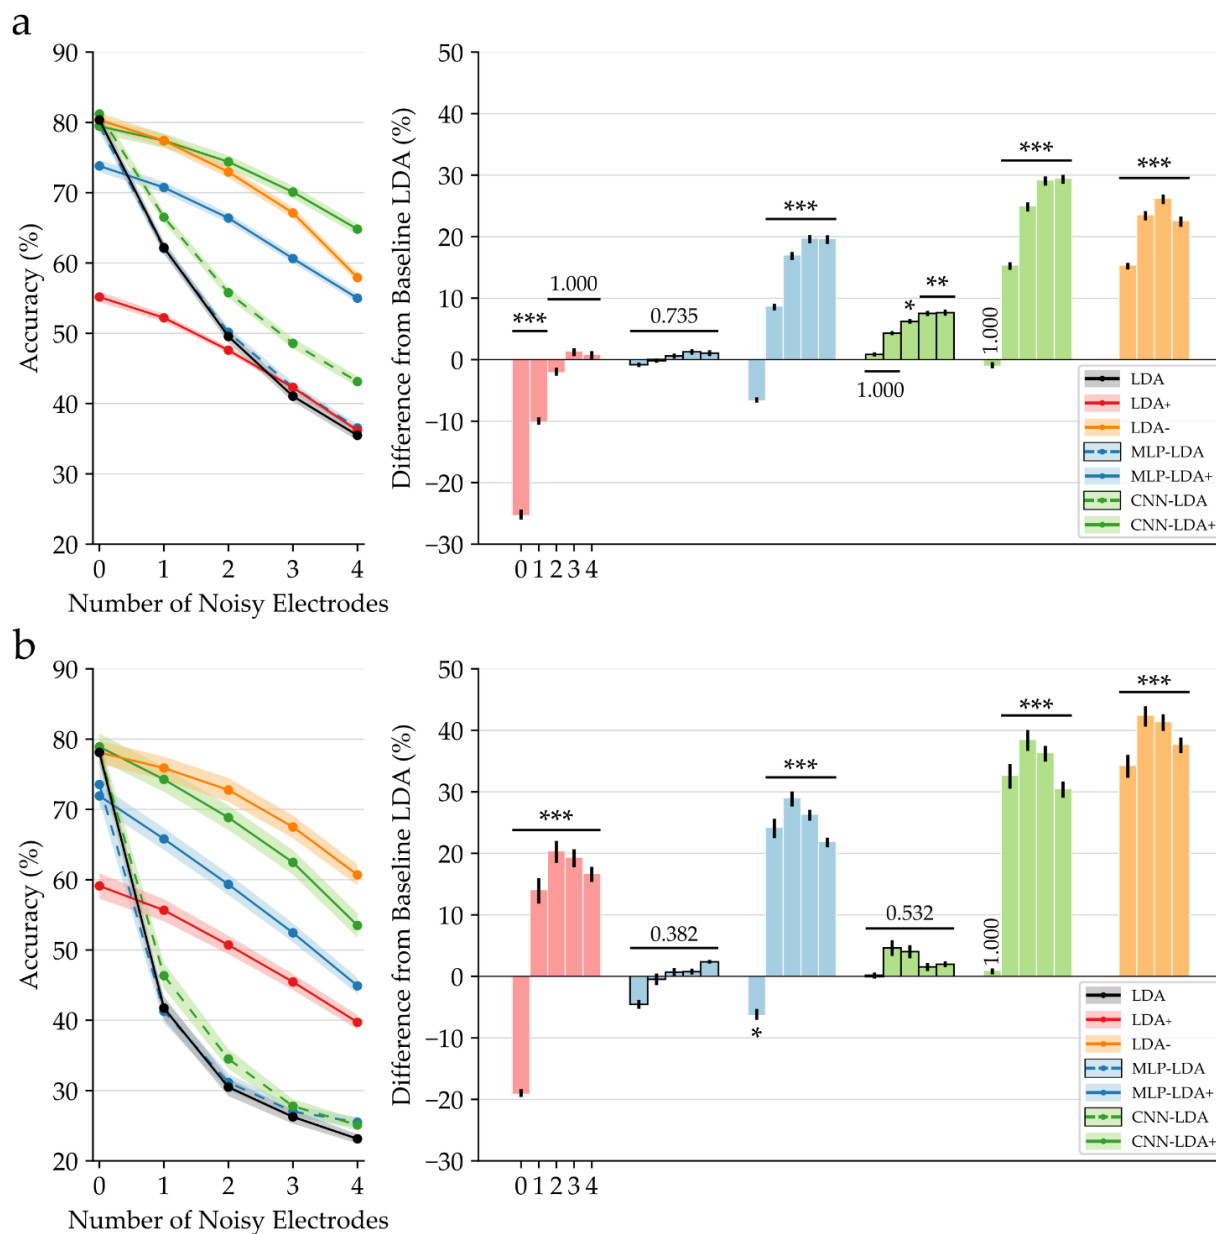 a
90
80
70
60
50
40
30
20
Accuracy (%)
0 1 2 3 4
Number of Noisy Electrodes
50
40
30
20
10
0
−10
−20
−30
Difference from Baseline LDA (%)
0 1 2 3 4
***
1.000
0.735
***
1.000
*
**
1.000
***
***
LDA
LDA+
LDA-
MLP-LDA
MLP-LDA+
CNN-LDA
CNN-LDA+
b
90
80
70
60
50
40
30
20
Accuracy (%)
0 1 2 3 4
Number of Noisy Electrodes
50
40
30
20
10
0
−10
−20
−30
Difference from Baseline LDA (%)
0 1 2 3 4
***
0.382
*
***
0.532
1.000
***
***
LDA
LDA+
LDA-
MLP-LDA
MLP-LDA+
CNN-LDA
CNN-LDA+